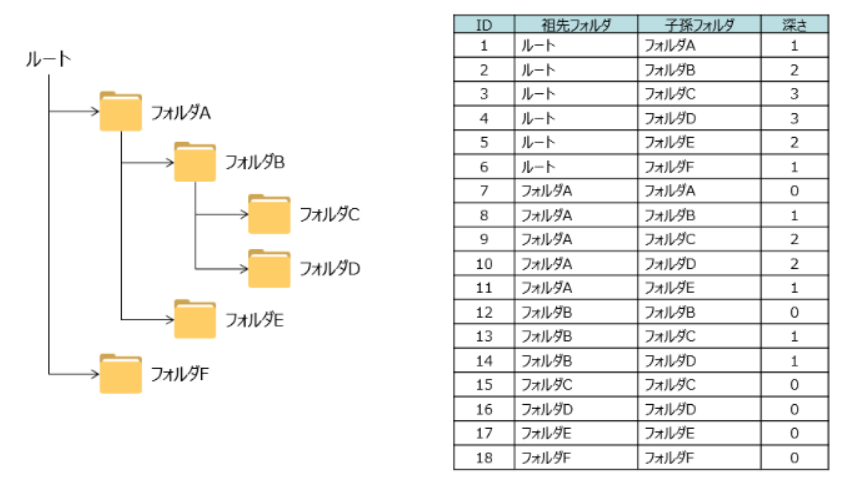 ルート
フォルダA
フォルダB
フォルダC
フォルダD
フォルダE
フォルダF
ID 祖先フォルダ 子孫フォルダ 深さ
1 ルート フォルダA 1
2 ルート フォルダB 2
3 ルート フォルダC 3
4 ルート フォルダD 3
5 ルート フォルダE 2
6 ルート フォルダF 1
7 フォルダA フォルダA 0
8 フォルダA フォルダB 1
9 フォルダA フォルダC 2
10 フォルダA フォルダD 2
11 フォルダA フォルダE 1
12 フォルダB フォルダB 0
13 フォルダB フォルダC 1
14 フォルダB フォルダD 1
15 フォルダC フォルダC 0
16 フォルダD フォルダD 0
17 フォルダE フォルダE 0
18 フォルダF フォルダF 0